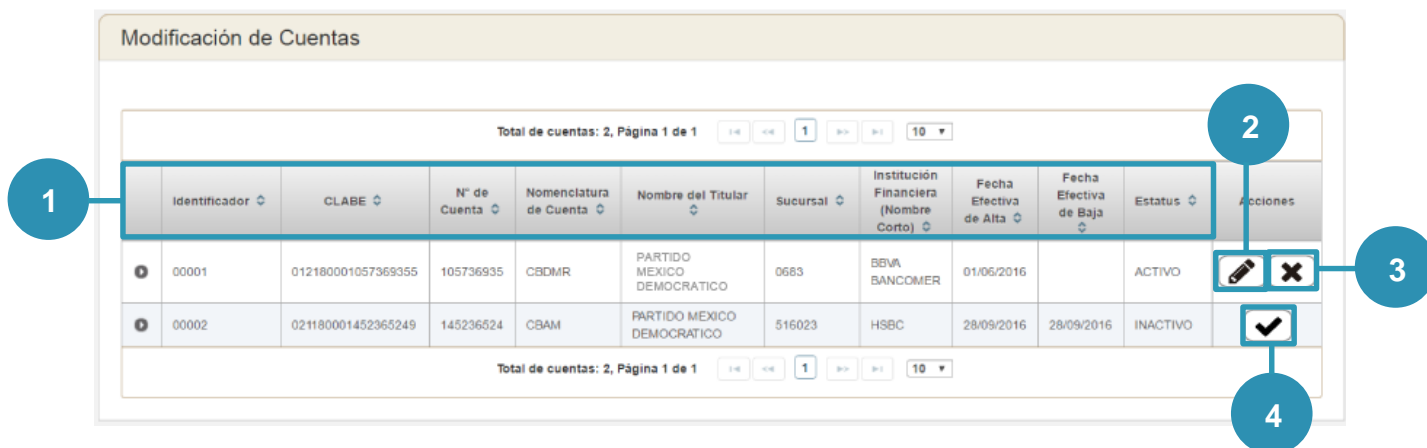 Modificación de Cuentas
Total de cuentas: 2, Página 1 de 1 1 10
2
1
Identificador CLABE N° de Cuenta Nomenclatura de Cuenta Nombre del Titular Sucursal Institución Financiera (Nombre Corto) Fecha Efectiva de Alta Fecha Efectiva de Baja Estatus Acciones
00001 012180001057369355 105736935 CBDMR PARTIDO MEXICO DEMOCRATICO 0683 BBVA BANCOMER 01/06/2016 ACTIVO
3
00002 021180001452365249 145236524 CBAM PARTIDO MEXICO DEMOCRATICO 516023 HSBC 28/09/2016 28/09/2016 INACTIVO
Total de cuentas: 2, Página 1 de 1 1 10
4